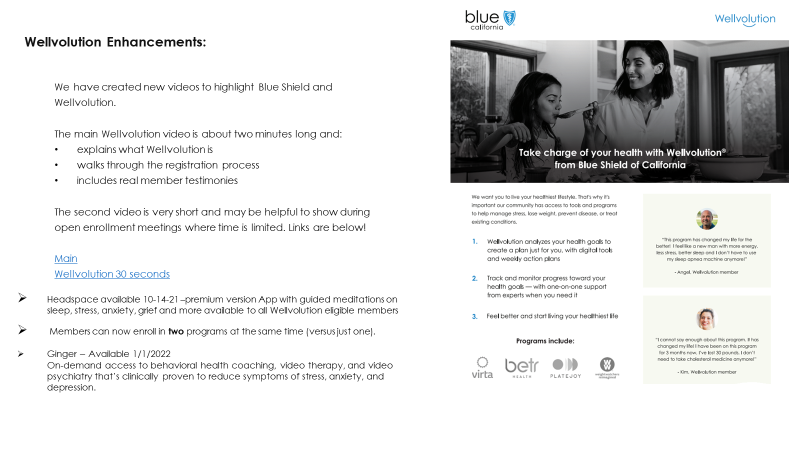 Wellvolution Enhancements:
We have created new videos to highlight Blue Shield and
Wellvolution.
The main Wellvolution video is about two minutes long and:
• explains what Wellvolution is
• walks through the registration process
• includes real member testimonies
The second video is very short and may be helpful to show during
open enrollment meetings where time is limited. Links are below!
Main
Wellvolution 30 seconds
➢ Headspace available 10-14-21 –premium version App with guided meditations on
sleep, stress, anxiety, grief and more available to all Wellvolution eligible members
➢ Members can now enroll in two programs at the same time (versus just one).
➢ Ginger – Available 1/1/2022
On-demand access to behavioral health coaching, video therapy, and video
psychiatry that's clinically proven to reduce symptoms of stress, anxiety, and
depression.
blue
california
Wellvolution
Take charge of your health with Wellvolution®
from Blue Shield of California
We want you to live your healthiest lifestyle. That's why it's
important our community has access to tools and programs
to help manage stress, lose weight, prevent disease, or treat
existing conditions.
1. Wellvolution analyzes your health goals to
create a plan just for you, with digital tools
and weekly action plans
2. Track and monitor progress toward your
health goals — with one-on-one support
from experts when you need it
3. Feel better and start living your healthiest life
Programs include:
virta
betr
HEALTH
PLATEJOY
"This program has changed my life for the
better! I feel like a new man with more energy,
less stress, better sleep and I don't have to use
my sleep apnea machine anymore!"
- Angel, Wellvolution member
"I cannot say enough about this program. It has
changed my life! I have been on this program
for 3 months now. I've lost 30 pounds. I don't
need to take cholesterol medicine anymore!"
- Kim, Wellvolution member